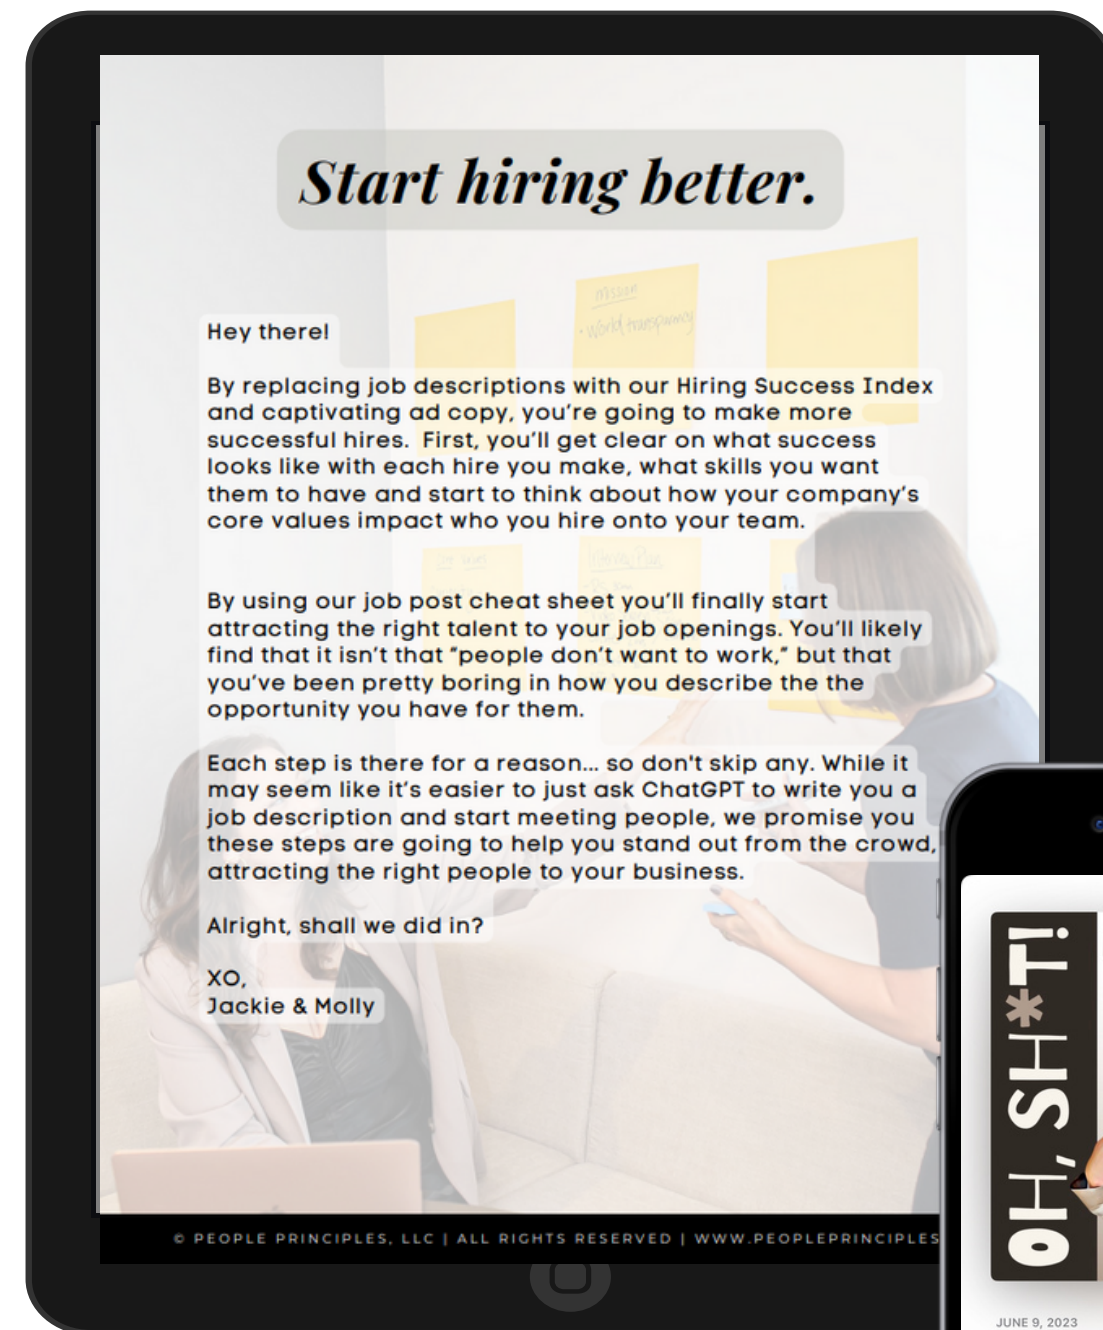 Start hiring better.
mission
• World transparency
Hey there!
By replacing job descriptions with our Hiring Success Index
and captivating ad copy, you're going to make more
successful hires.  First, you'll get clear on what success
looks like with each hire you make, what skills you want
them to have and start to think about how your company's
core values impact who you hire onto your team.
By using our job post cheat sheet you'll finally start
attracting the right talent to your job openings. You'll likely
find that it isn't that "people don't want to work," but that
you've been pretty boring in how you describe the the
opportunity you have for them.
Each step is there for a reason... so don't skip any. While it
may seem like it's easier to just ask ChatGPT to write you a
job description and start meeting people, we promise you
these steps are going to help you stand out from the crowd,
attracting the right people to your business.
Alright, shall we did in?
XO,
Jackie & Molly
© PEOPLE PRINCIPLES, LLC | ALL RIGHTS RESERVED | WWW.PEOPLEPRINCIPLES
OH, SH*T!
JUNE 9, 2023